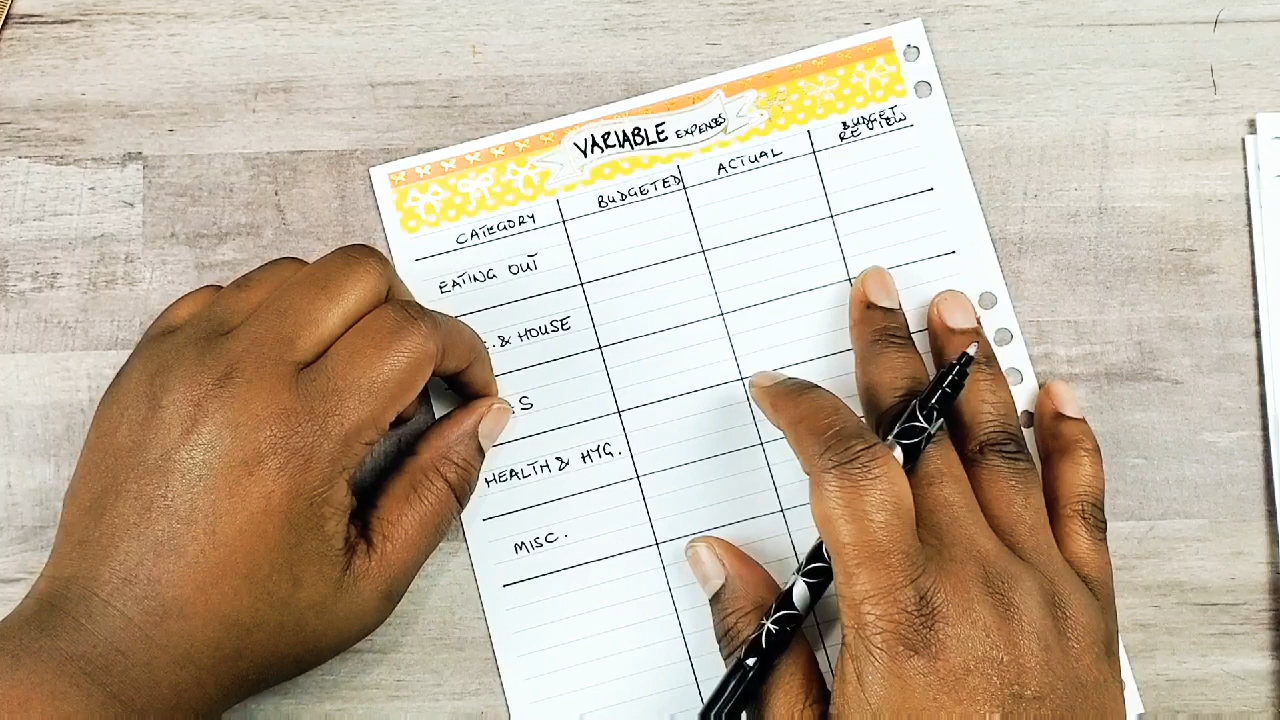 VARIABLE EXPENSES
CATEGORY BUDGETED ACTUAL BUDGET REVIEW
EATING OUT
. & HOUSE
S
HEALTH & HYG.
MISC.